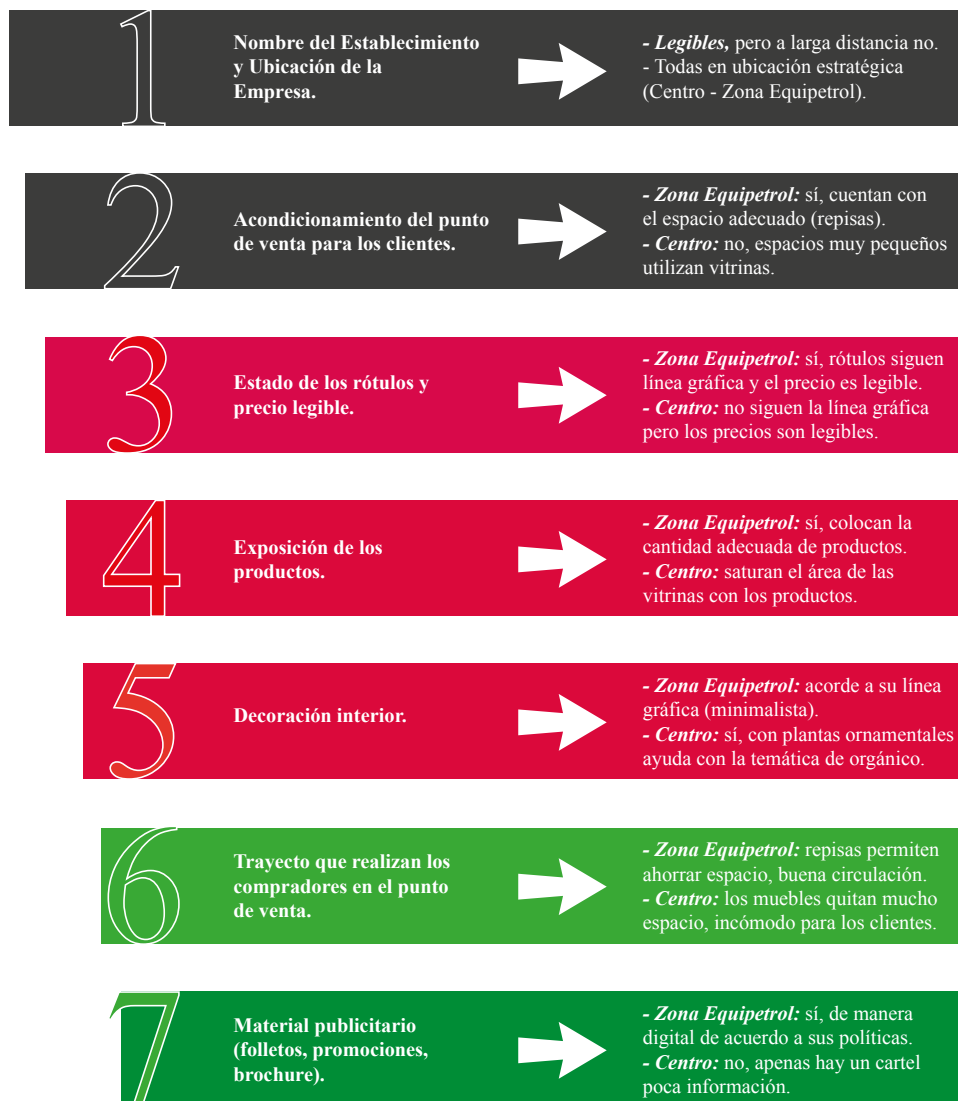 1
Nombre del Establecimiento
y Ubicación de la
Empresa.
- Legibles, pero a larga distancia no.
- Todas en ubicación estratégica
(Centro - Zona Equipetrol).
2
Acondicionamiento del punto
de venta para los clientes.
- Zona Equipetrol: sí, cuentan con
el espacio adecuado (repisas).
- Centro: no, espacios muy pequeños
utilizan vitrinas.
3
Estado de los rótulos y
precio legible.
- Zona Equipetrol: sí, rótulos siguen
línea gráfica y el precio es legible.
- Centro: no siguen la línea gráfica
pero los precios son legibles.
4
Exposición de los
productos.
- Zona Equipetrol: sí, colocan la
cantidad adecuada de productos.
- Centro: saturan el área de las
vitrinas con los productos.
5
Decoración interior.
- Zona Equipetrol: acorde a su línea
gráfica (minimalista).
- Centro: sí, con plantas ornamentales
ayuda con la temática de orgánico.
6
Trayecto que realizan los
compradores en el punto
de venta.
- Zona Equipetrol: repisas permiten
ahorrar espacio, buena circulación.
- Centro: los muebles quitan mucho
espacio, incómodo para los clientes.
7
Material publicitario
(folletos, promociones,
brochure).
- Zona Equipetrol: sí, de manera
digital de acuerdo a sus políticas.
- Centro: no, apenas hay un cartel
poca información.